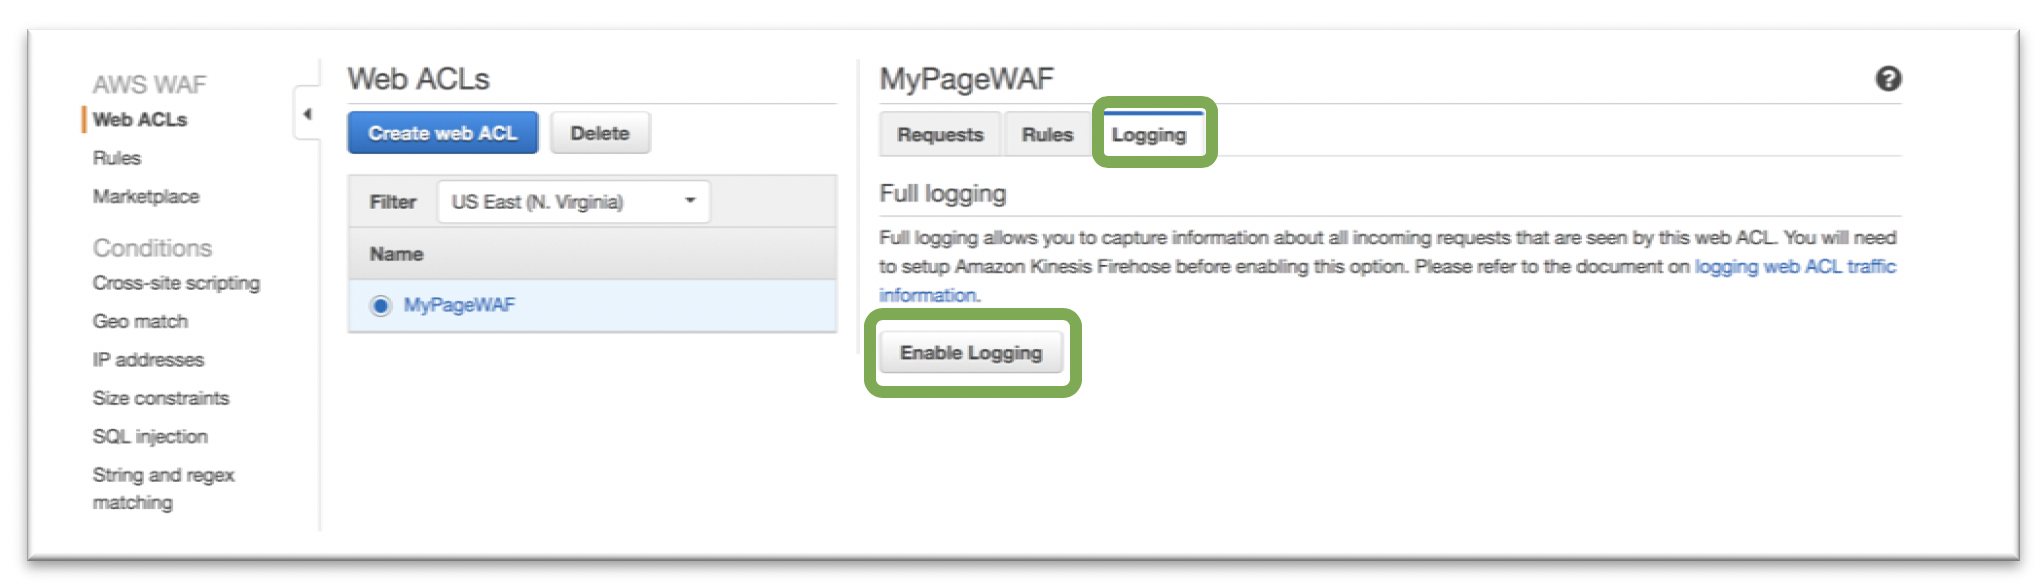 AWS WAF
Web ACLs
Rules
Marketplace
Conditions
Cross-site scripting
Geo match
IP addresses
Size constraints
SQL injection
String and regex
matching
Web ACLs
Create web ACL
Delete
Filter
US East (N. Virginia)
Name
MyPageWAF
MyPageWAF
?
Requests
Rules
Logging
Full logging
Full logging allows you to capture information about all incoming requests that are seen by this web ACL. You will need
to setup Amazon Kinesis Firehose before enabling this option. Please refer to the document on logging web ACL traffic
information.
Enable Logging